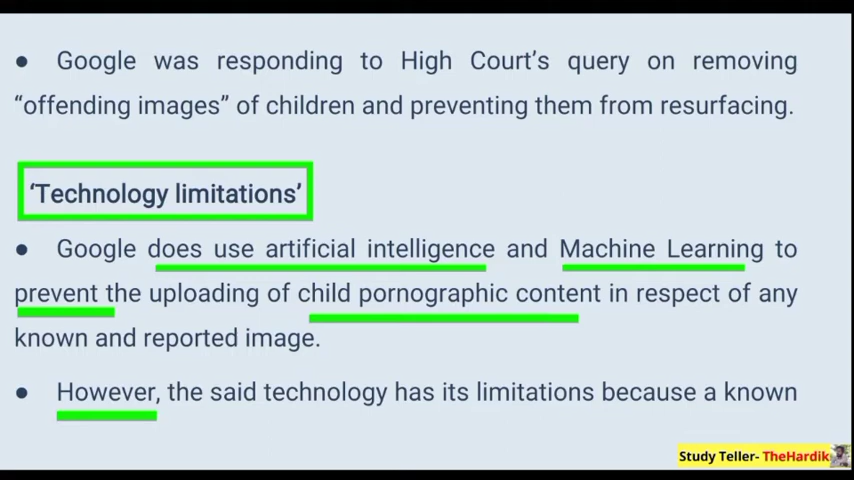 ● Google was responding to High Court’s query on removing
“offending images” of children and preventing them from resurfacing.
‘Technology limitations’
● Google does use artificial intelligence and Machine Learning to
prevent the uploading of child pornographic content in respect of any
known and reported image.
● However, the said technology has its limitations because a known
Study Teller- TheHardik